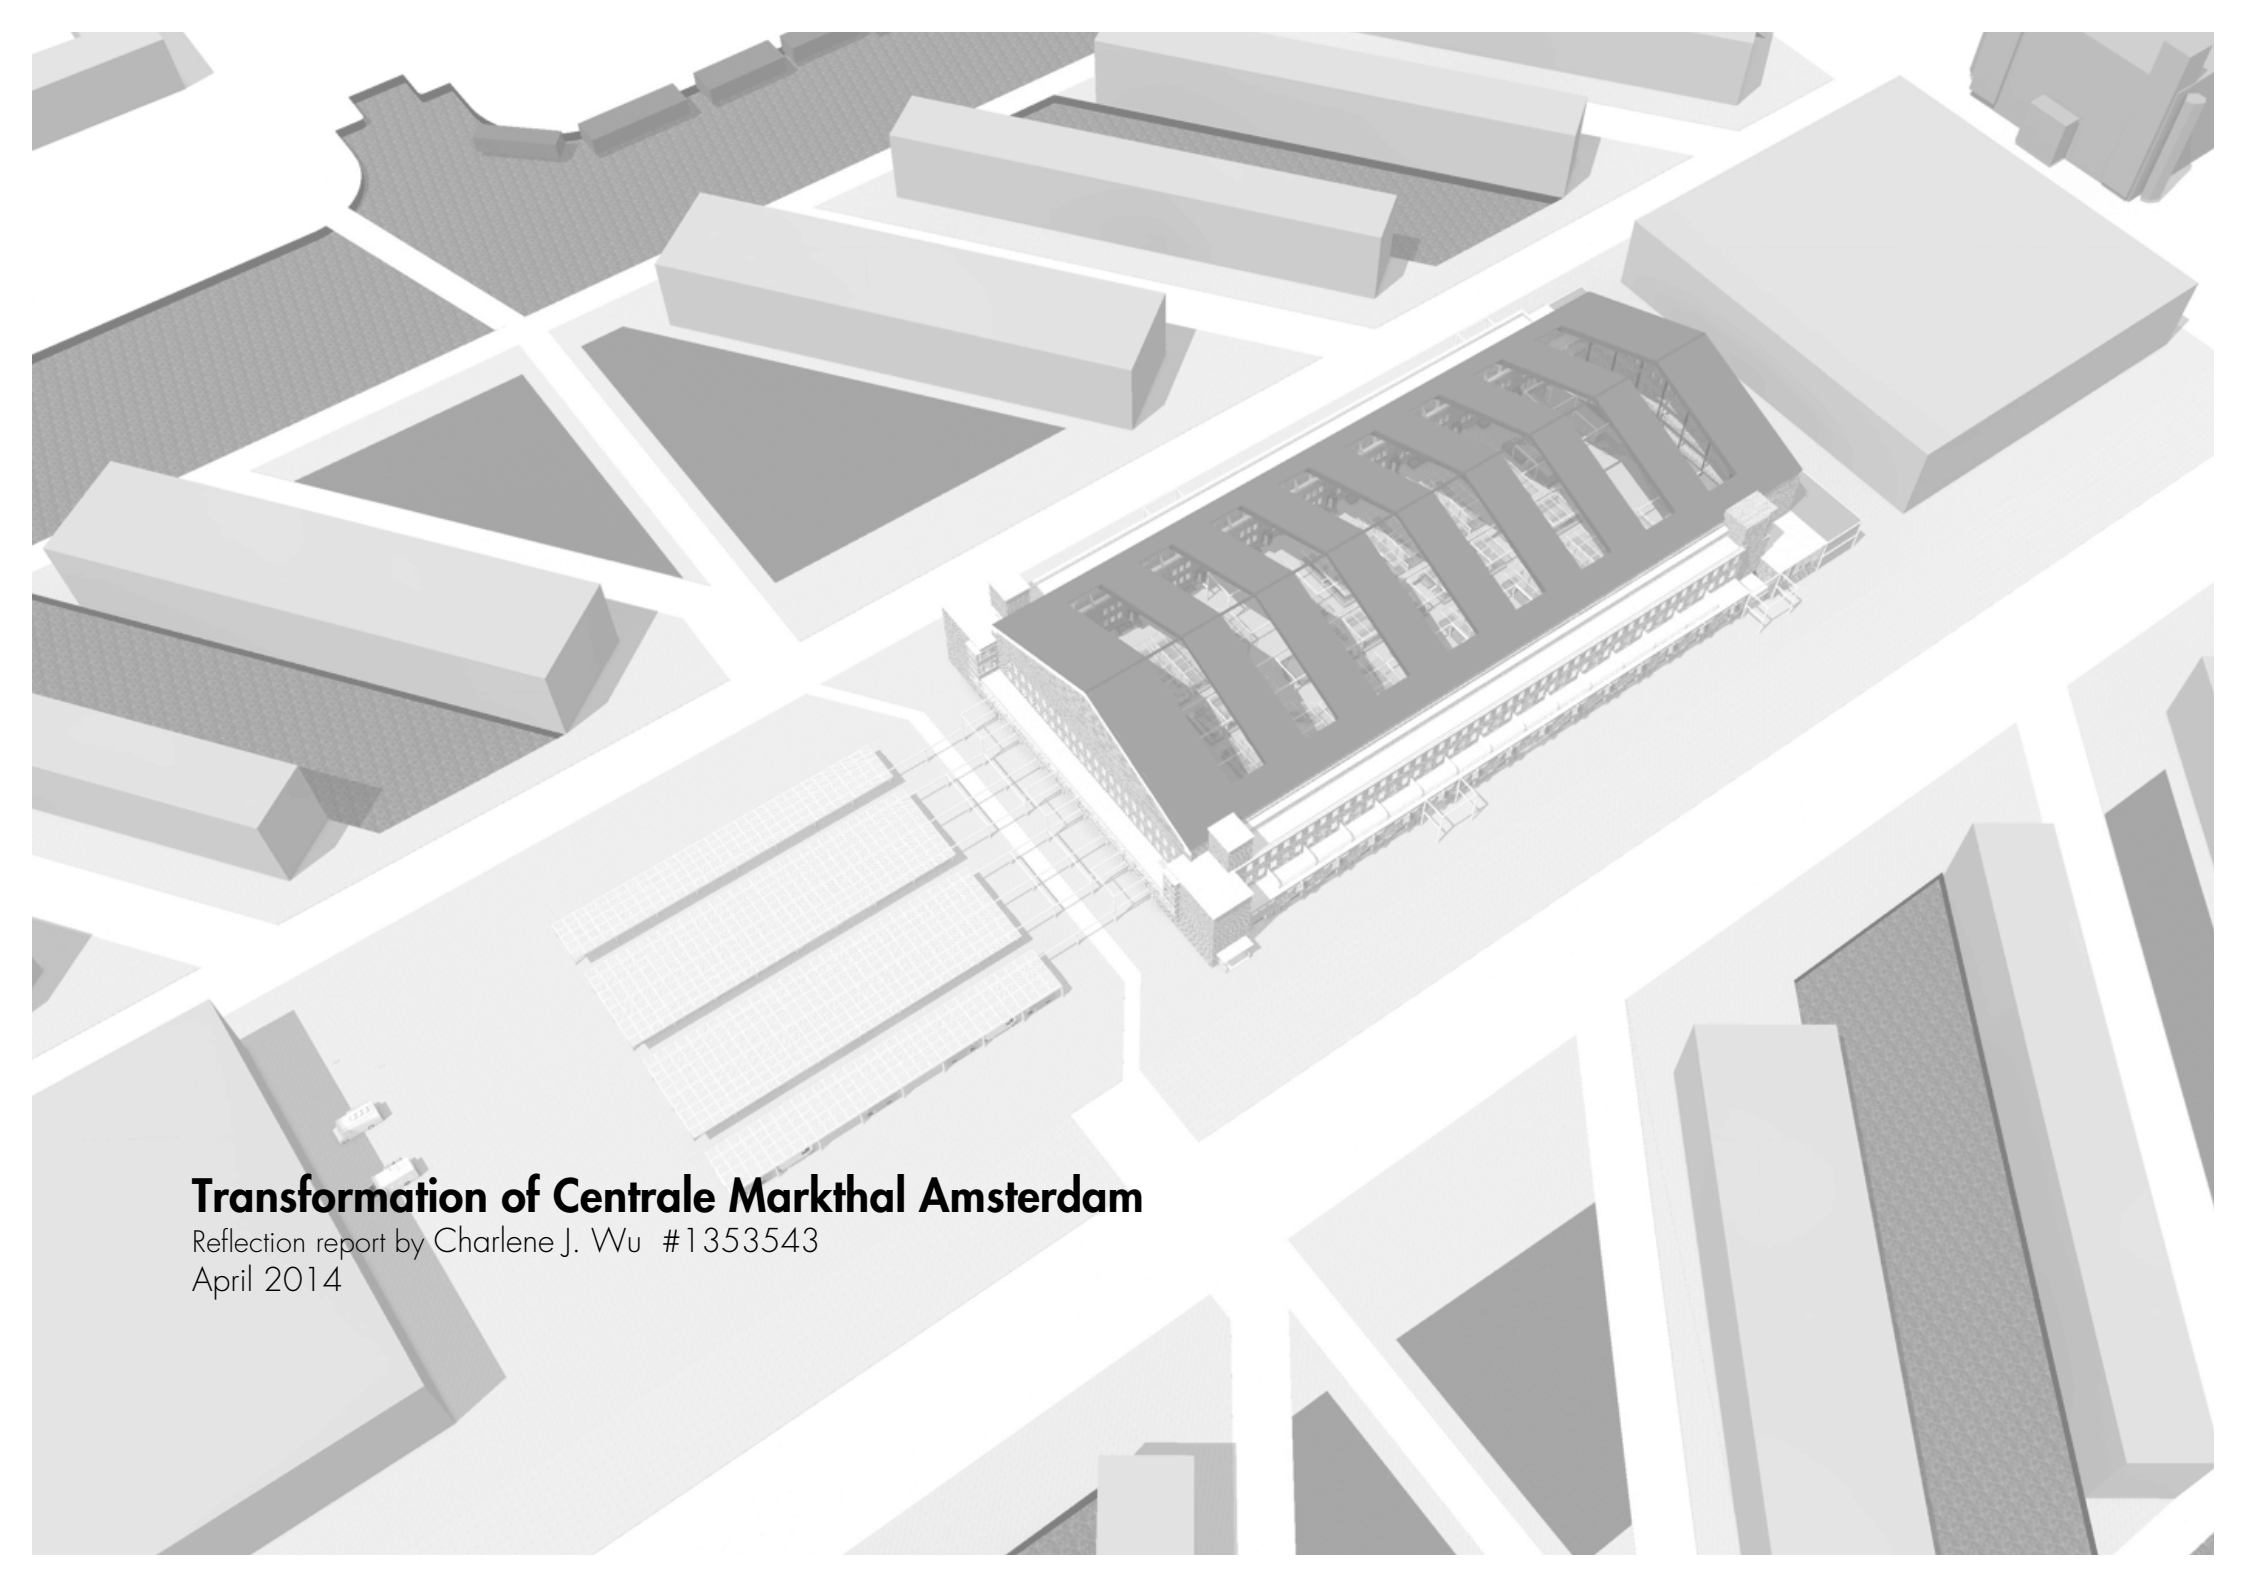 Transformation of Centrale Markthal Amsterdam
Reflection report by Charlene J. Wu #1353543
April 2014